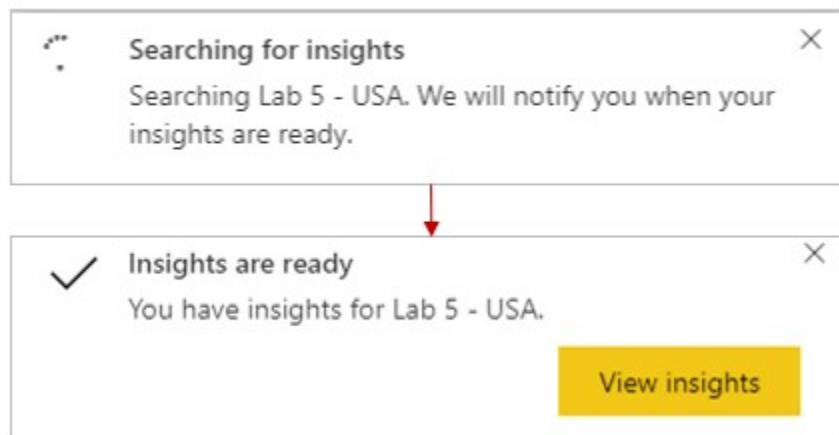 Searching for insights
Searching Lab 5 - USA. We will notify you when your
insights are ready.
Insights are ready
You have insights for Lab 5 - USA.
View insights